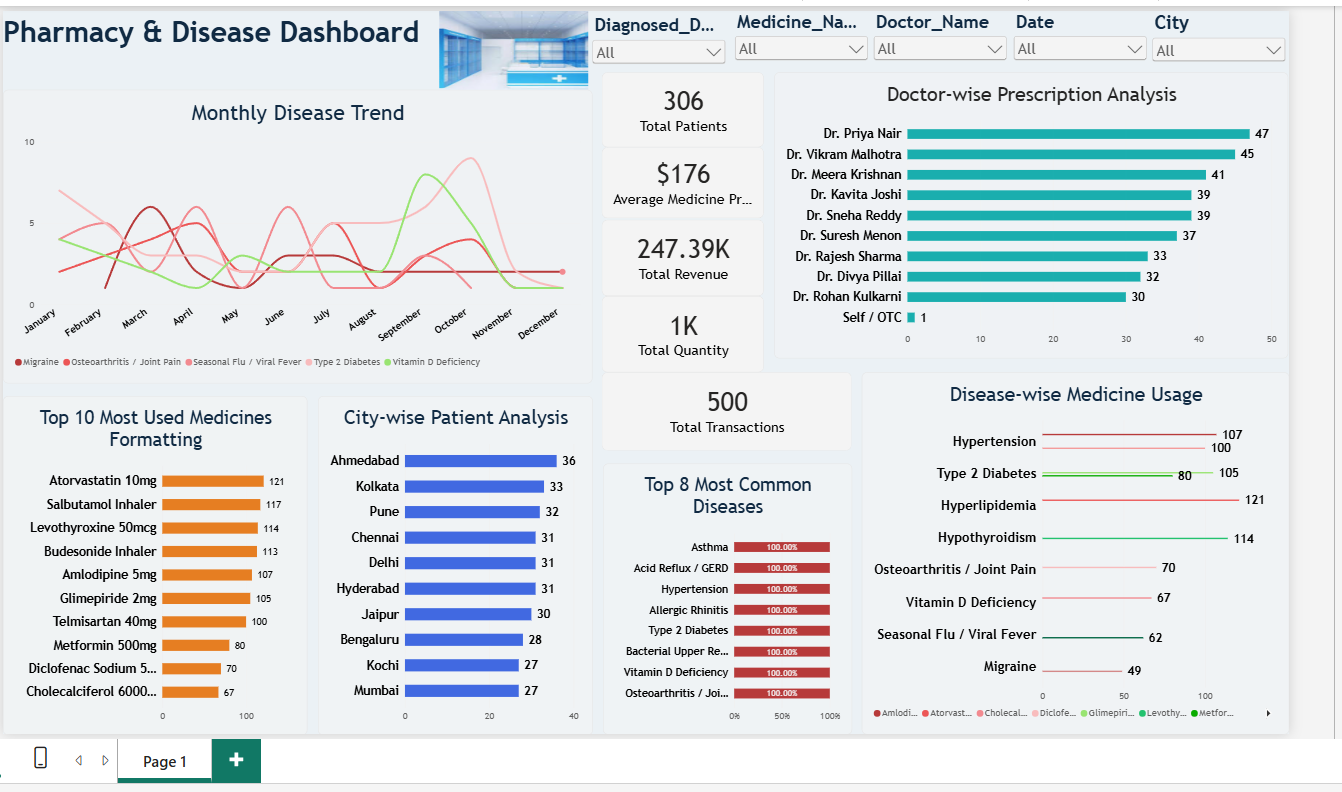 Pharmacy & Disease Dashboard
Diagnosed_D...
All
Medicine_Na...
All
Doctor_Name
All
Date
All
City
All
Monthly Disease Trend
10
5
0
January
February
March
April
May
June
July
August
September
October
November
December
Migraine
Osteoarthritis / Joint Pain
Seasonal Flu / Viral Fever
Type 2 Diabetes
Vitamin D Deficiency
306
Total Patients
$176
Average Medicine Pr...
247.39K
Total Revenue
1K
Total Quantity
500
Total Transactions
Doctor-wise Prescription Analysis
Dr. Priya Nair 47
Dr. Vikram Malhotra 45
Dr. Meera Krishnan 41
Dr. Kavita Joshi 39
Dr. Sneha Reddy 39
Dr. Suresh Menon 37
Dr. Rajesh Sharma 33
Dr. Divya Pillai 32
Dr. Rohan Kulkarni 30
Self / OTC 1
0 10 20 30 40 50
Top 10 Most Used Medicines
Formatting
Atorvastatin 10mg 121
Salbutamol Inhaler 117
Levothyroxine 50mcg 114
Budesonide Inhaler 113
Amlodipine 5mg 107
Glimepiride 2mg 105
Telmisartan 40mg 100
Metformin 500mg 80
Diclofenac Sodium 5... 70
Cholecalciferol 6000... 67
0 100
City-wise Patient Analysis
Ahmedabad 36
Kolkata 33
Pune 32
Chennai 31
Delhi 31
Hyderabad 31
Jaipur 30
Bengaluru 28
Kochi 27
Mumbai 27
0 20 40
Top 8 Most Common
Diseases
Asthma 100.00%
Acid Reflux / GERD 100.00%
Hypertension 100.00%
Allergic Rhinitis 100.00%
Type 2 Diabetes 100.00%
Bacterial Upper Re... 100.00%
Vitamin D Deficiency 100.00%
Osteoarthritis / Joi... 100.00%
0% 50% 100%
Disease-wise Medicine Usage
Hypertension 107
100
Type 2 Diabetes 80 105
Hyperlipidemia 121
Hypothyroidism 114
Osteoarthritis / Joint Pain 70
Vitamin D Deficiency 67
Seasonal Flu / Viral Fever 62
Migraine 49
0 50 100
Amlodi... Atorvast... Cholecal... Diclofe... Glimepiri... Levothy... Metfor...
Page 1